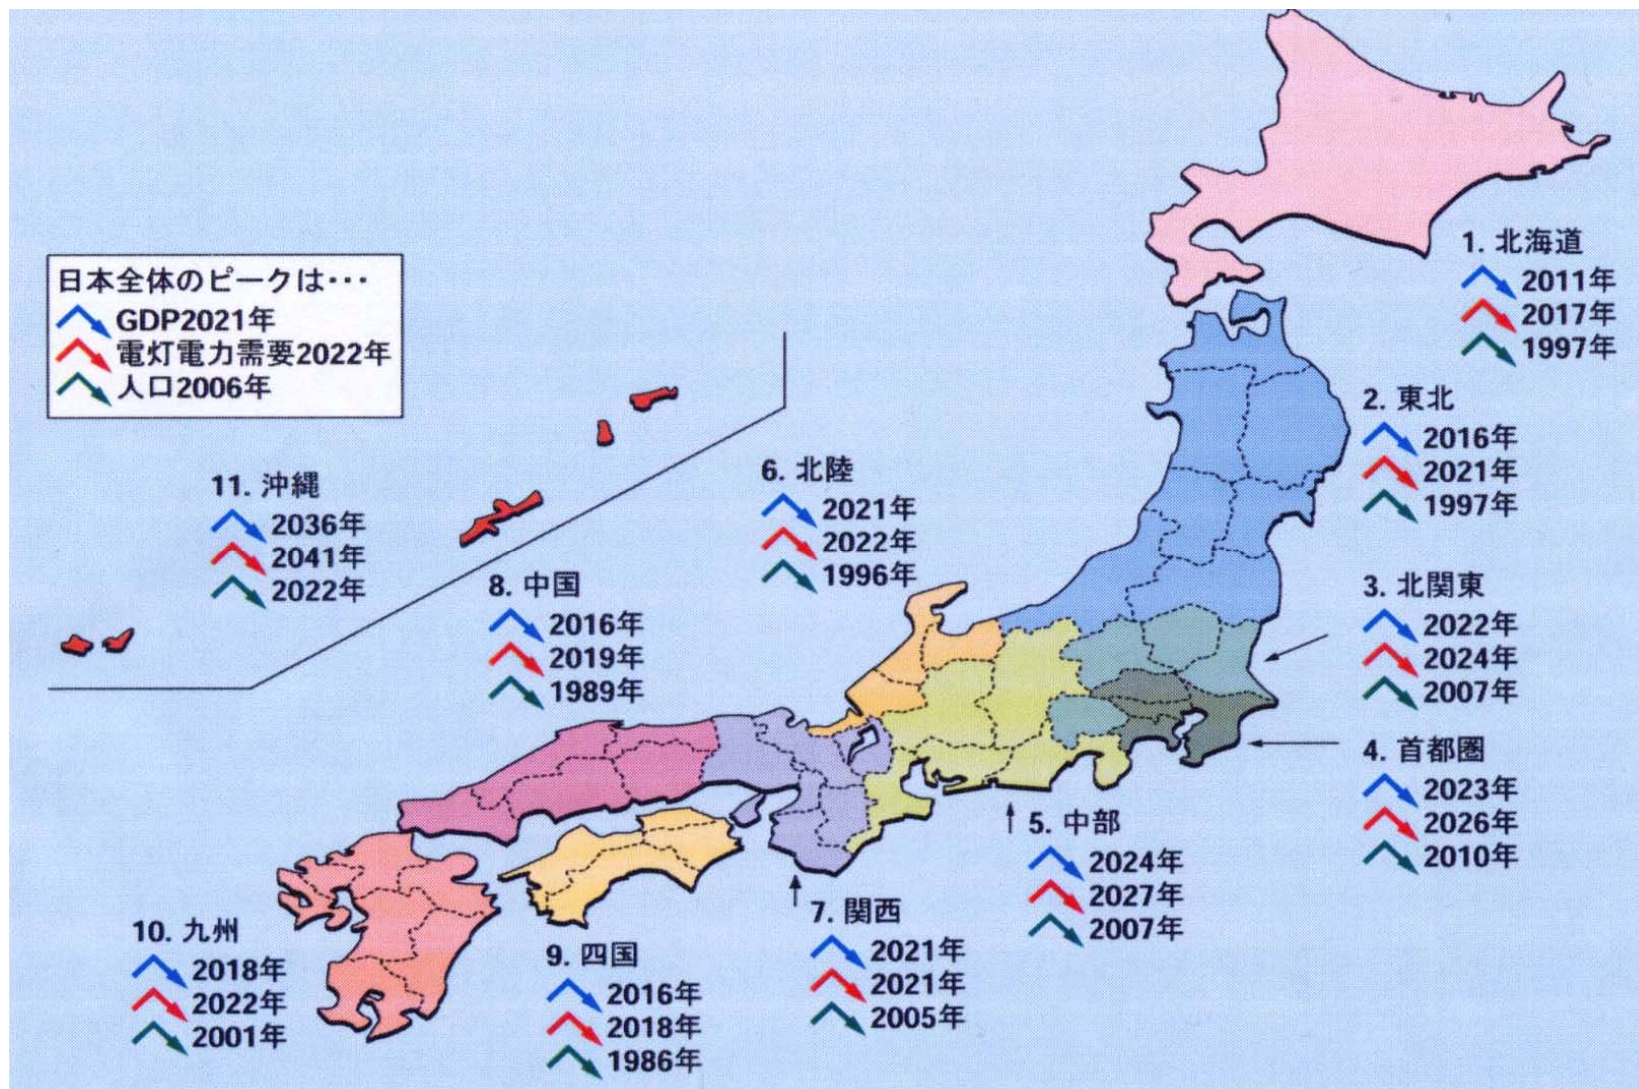 日本全体のピークは・・・
GDP2021年
電灯電力需要2022年
人口2006年
1. 北海道
2011年
2017年
1997年
2. 東北
2016年
2021年
1997年
3. 北関東
2022年
2024年
2007年
4. 首都圏
2023年
2026年
2010年
5. 中部
2024年
2027年
2007年
6. 北陸
2021年
2022年
1996年
7. 関西
2021年
2021年
2005年
8. 中国
2016年
2019年
1989年
9. 四国
2016年
2018年
1986年
10. 九州
2018年
2022年
2001年
11. 沖縄
2036年
2041年
2022年